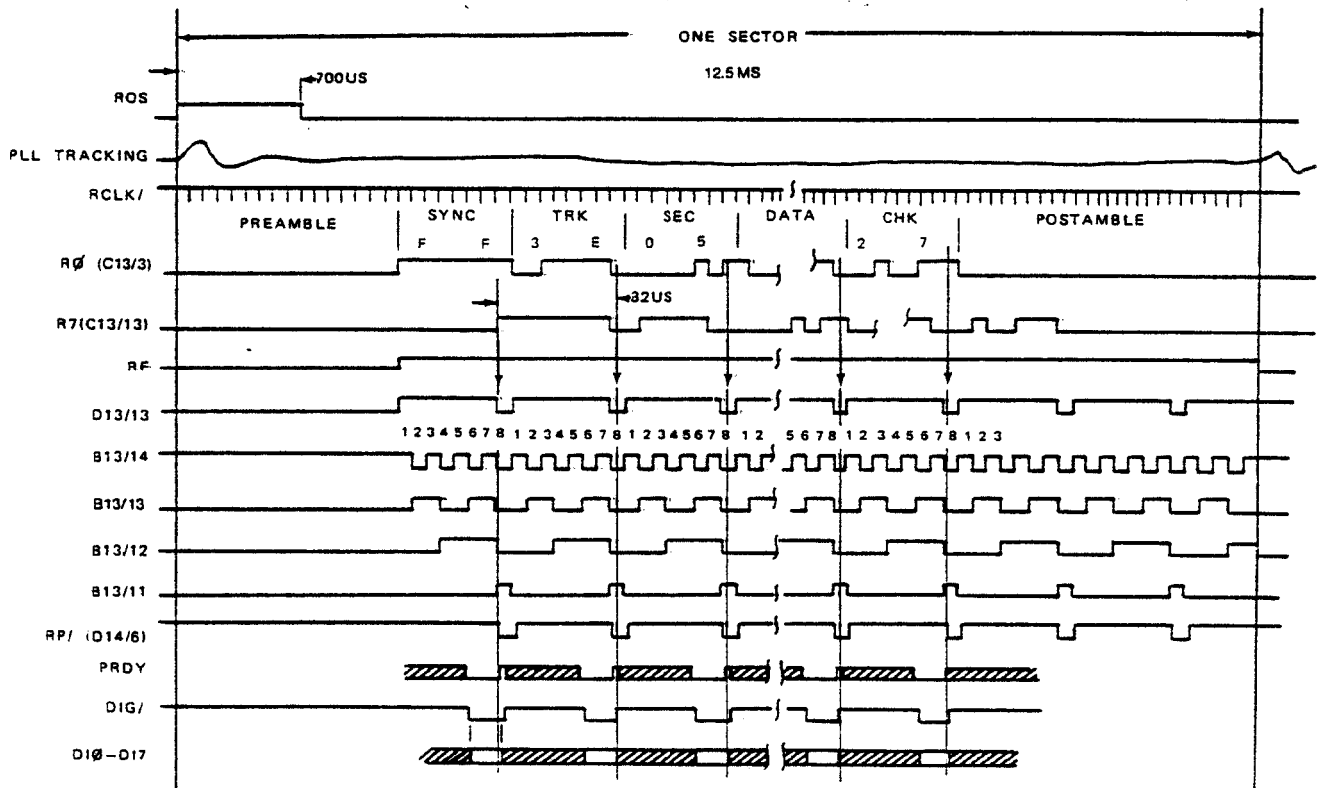 ONE SECTOR
12.5MS
700US
ROS
PLL TRACKING
RCLK/
PREAMBLE SYNC TRK SEC DATA CHK POSTAMBLE
F F 3 E 0 5 2 7
RØ (C13/3)
32US
R7(C13/13)
RF
D13/13
1 2 3 4 5 6 7 8 1 2 3 4 5 6 7 8 1 2 3 4 5 6 7 8 1 2 5 6 7 8 1 2 3 4 5 6 7 8 1 2 3
B13/14
B13/13
B13/12
B13/11
RP/ (D14/6)
PRDY
DIG/
DIØ-DI7